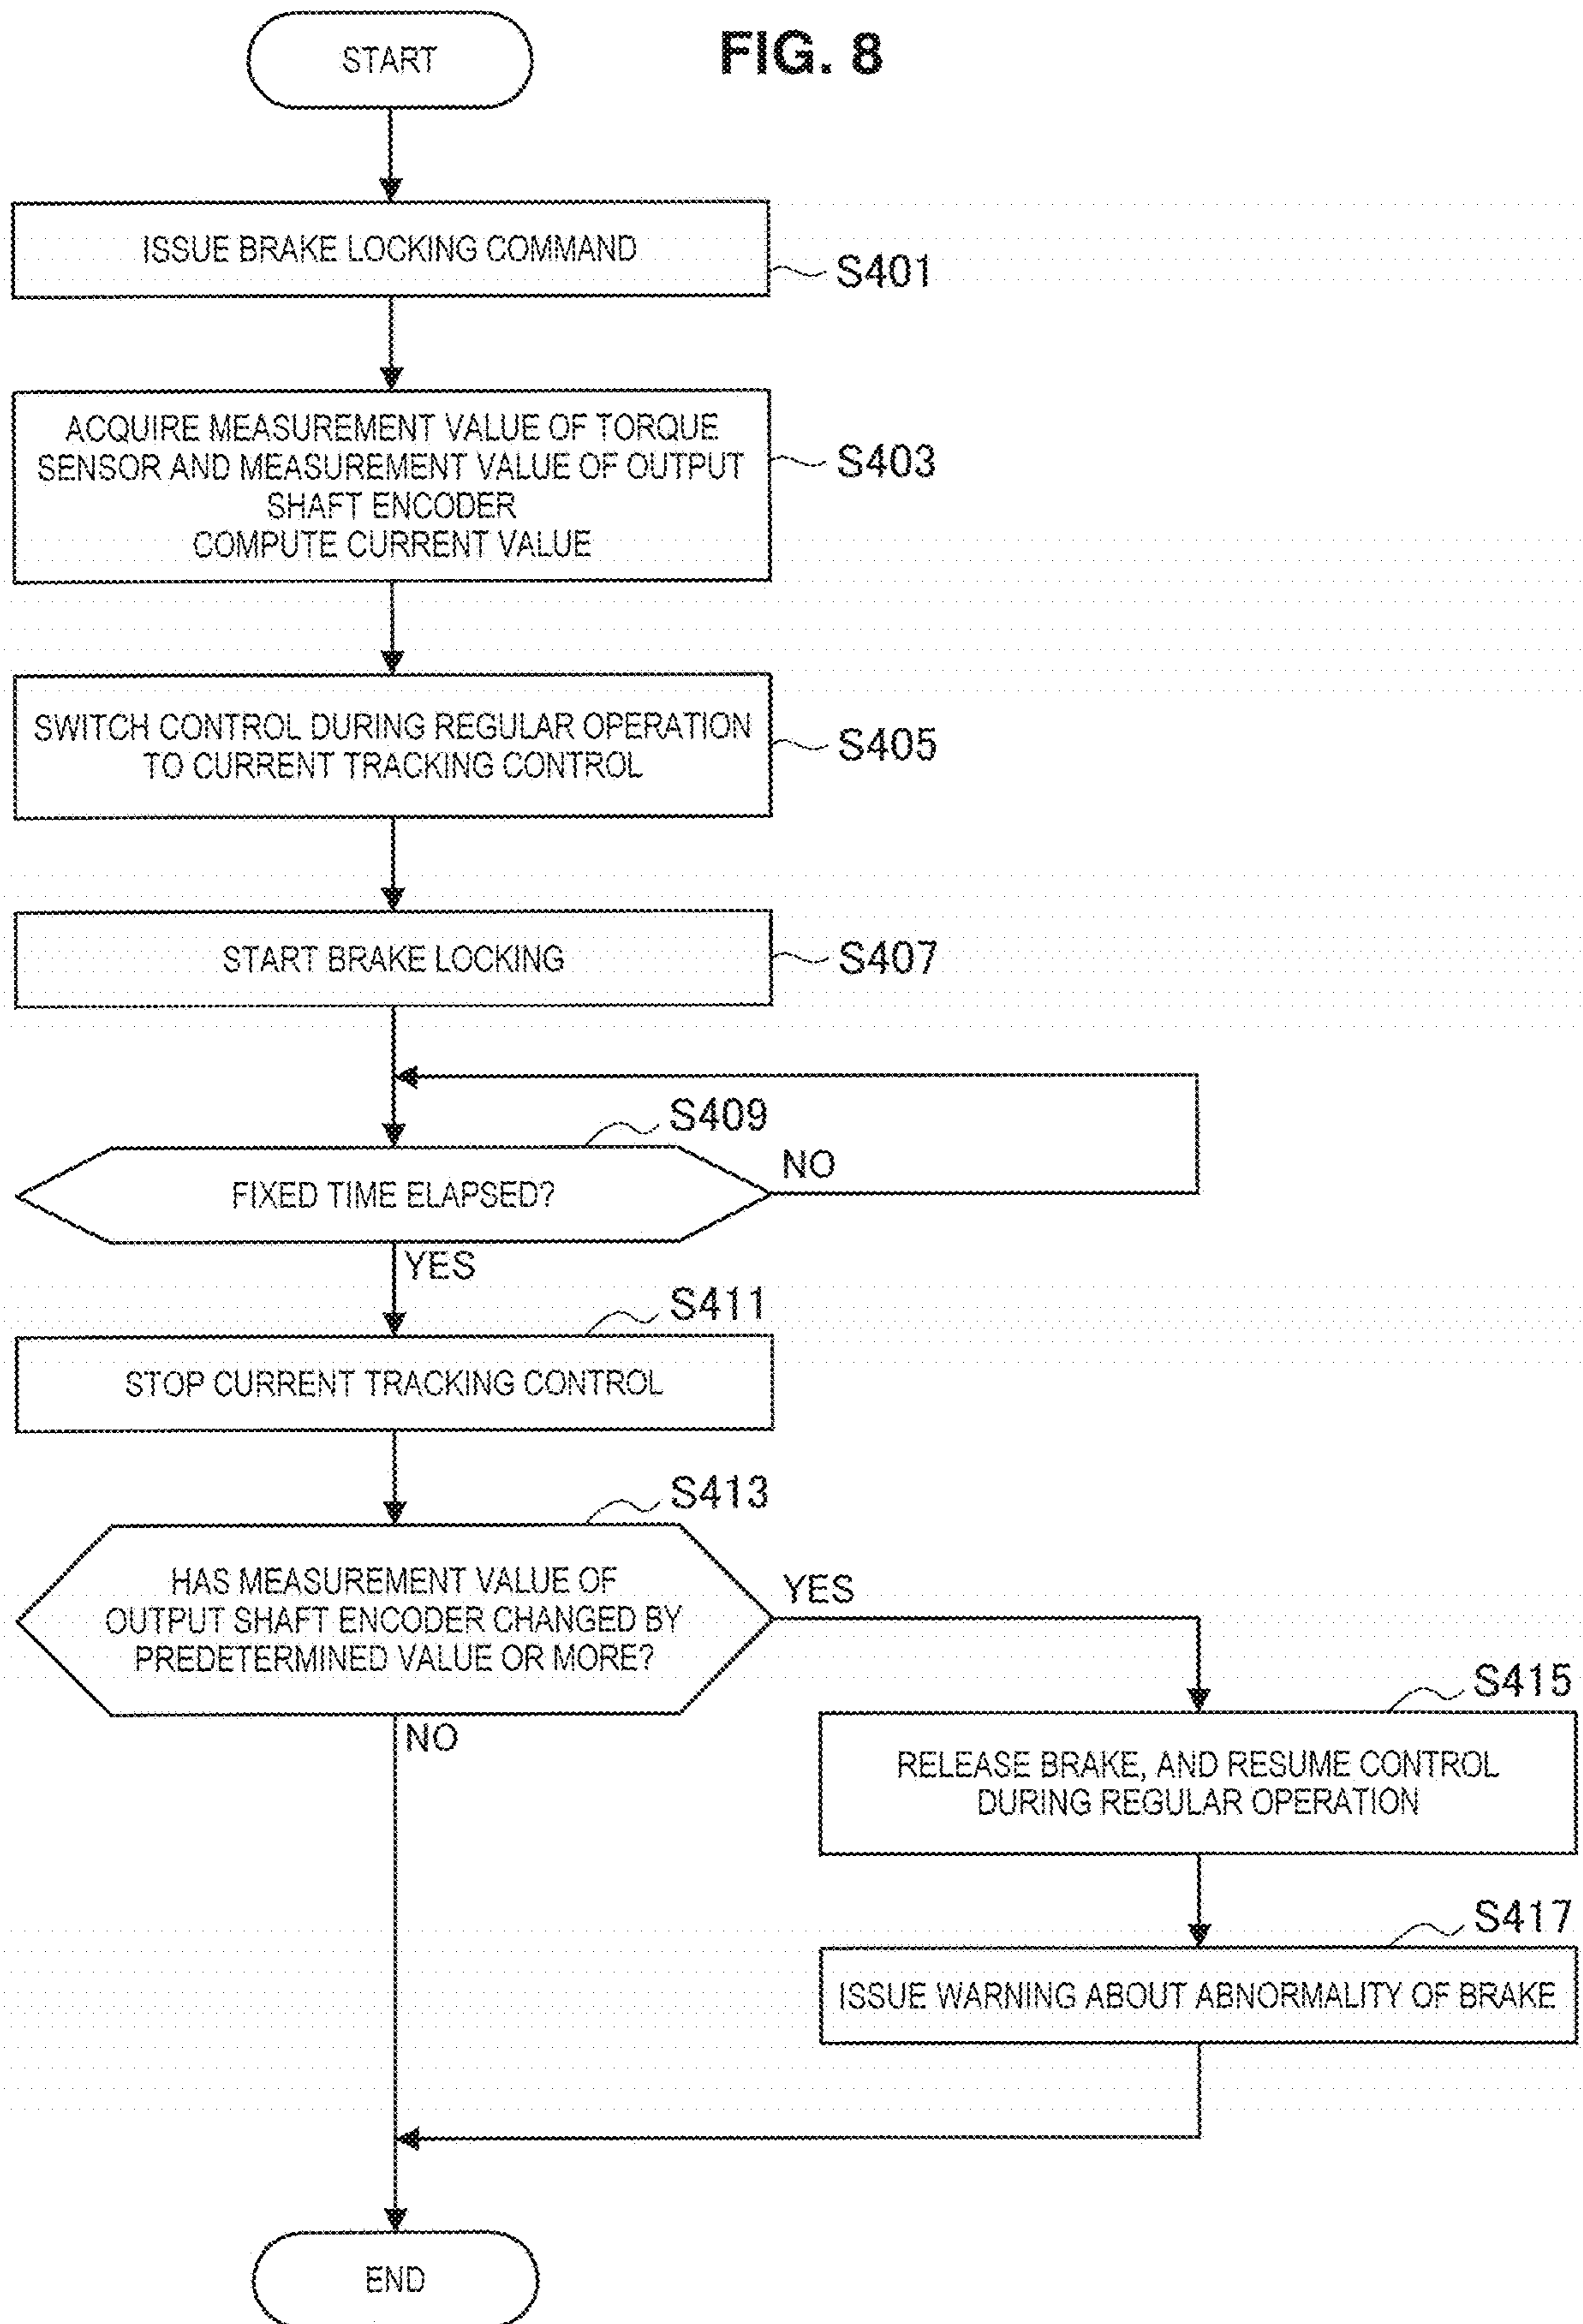 FIG. 8
START
ISSUE BRAKE LOCKING COMMAND
S401
ACQUIRE MEASUREMENT VALUE OF TORQUE
SENSOR AND MEASUREMENT VALUE OF OUTPUT
SHAFT ENCODER
COMPUTE CURRENT VALUE
S403
SWITCH CONTROL DURING REGULAR OPERATION
TO CURRENT TRACKING CONTROL
S405
START BRAKE LOCKING
S407
S409
FIXED TIME ELAPSED?
NO
YES
S411
STOP CURRENT TRACKING CONTROL
S413
HAS MEASUREMENT VALUE OF
OUTPUT SHAFT ENCODER CHANGED BY
PREDETERMINED VALUE OR MORE?
YES
NO
S415
RELEASE BRAKE, AND RESUME CONTROL
DURING REGULAR OPERATION
S417
ISSUE WARNING ABOUT ABNORMALITY OF BRAKE
END